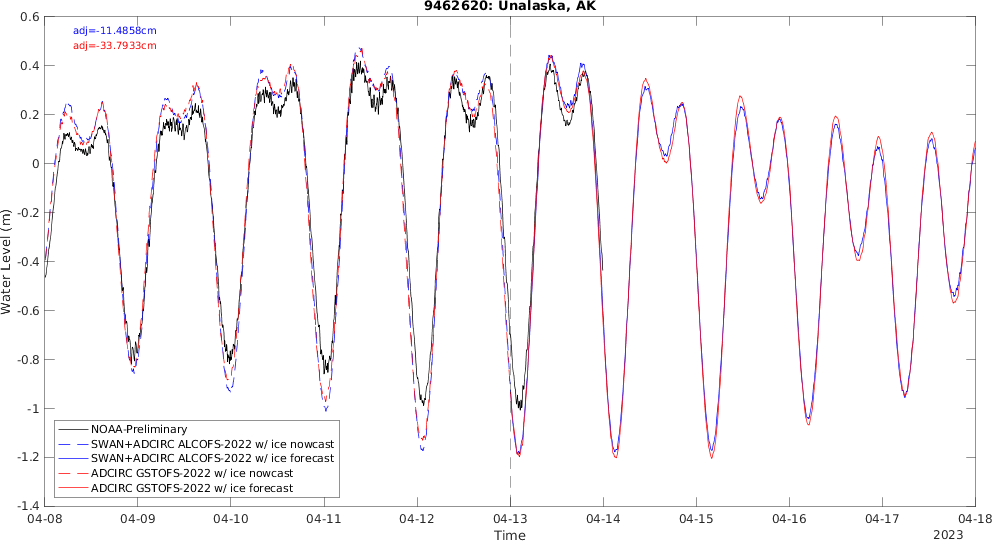 9462620: Unalaska, AK
0.6
adj=-11.4858cm
adj=-33.7933cm
0.4
0.2
0
-0.2
-0.4
-0.6
-0.8
-1
-1.2
-1.4
Water Level (m)
NOAA-Preliminary
SWAN+ADCIRC ALCOFS-2022 w/ ice nowcast
SWAN+ADCIRC ALCOFS-2022 w/ ice forecast
ADCIRC GSTOFS-2022 w/ ice nowcast
ADCIRC GSTOFS-2022 w/ ice forecast
04-08 04-09 04-10 04-11 04-12 04-13 04-14 04-15 04-16 04-17 04-18
Time
2023